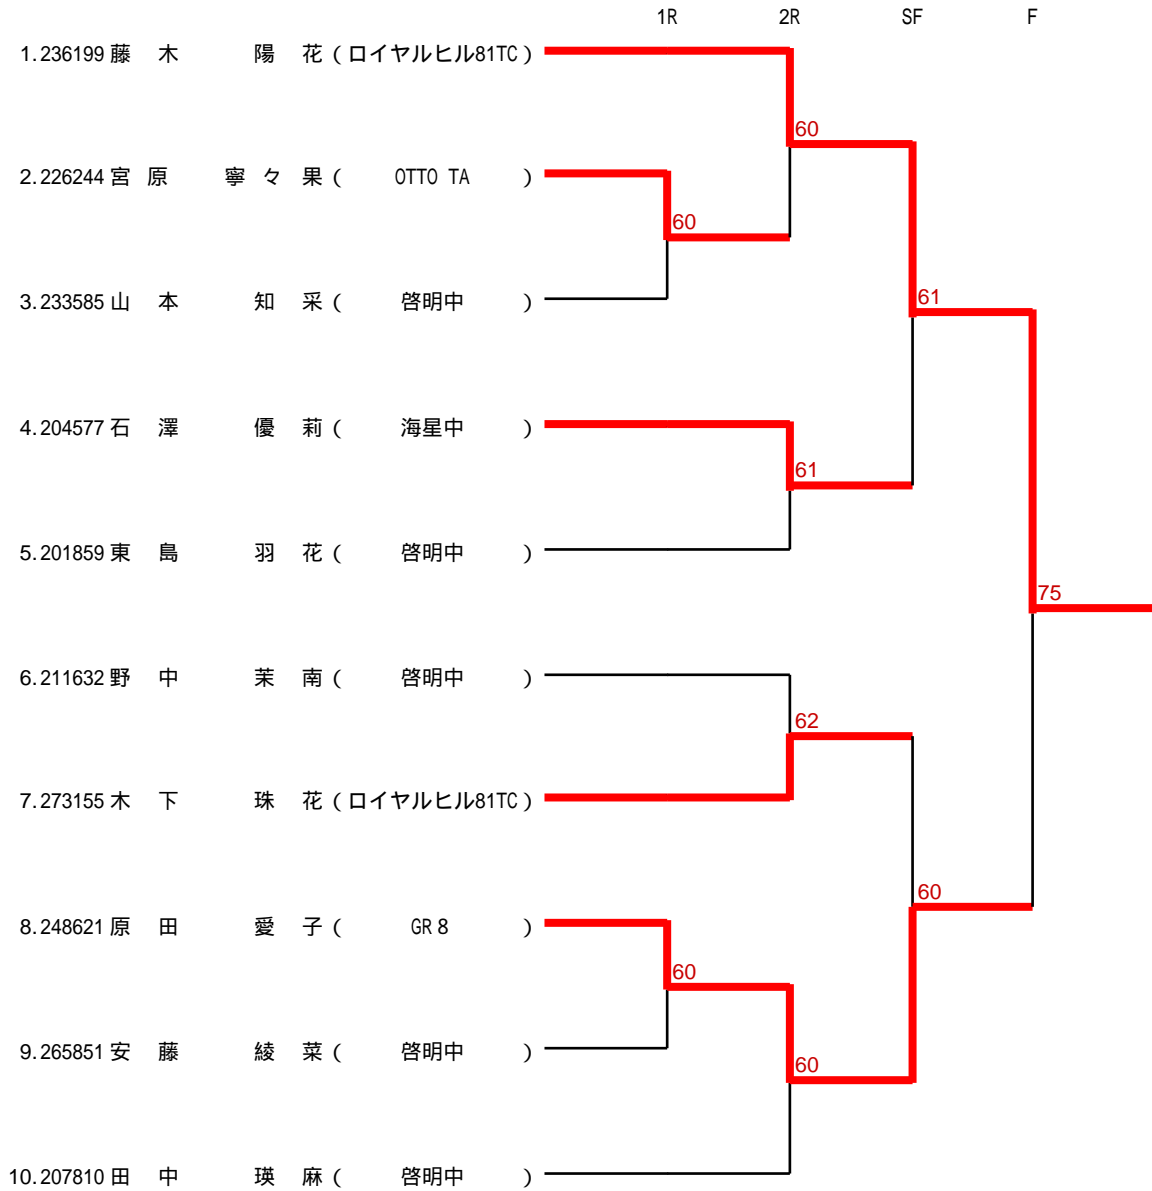 1R 2R SF F
1.236199 藤 木 陽 花 ( ロイヤルヒル81TC )
60
2.226244 宮 原 寧 々 果 ( OTTO TA )
60
3.233585 山 本 知 采 ( 啓明中 )
61
4.204577 石 澤 優 莉 ( 海星中 )
61
5.201859 東 島 羽 花 ( 啓明中 )
75
6.211632 野 中 茉 南 ( 啓明中 )
62
7.273155 木 下 珠 花 ( ロイヤルヒル81TC )
60
8.248621 原 田 愛 子 ( GR８ )
60
9.265851 安 藤 綾 菜 ( 啓明中 )
60
10.207810 田 中 瑛 麻 ( 啓明中 )